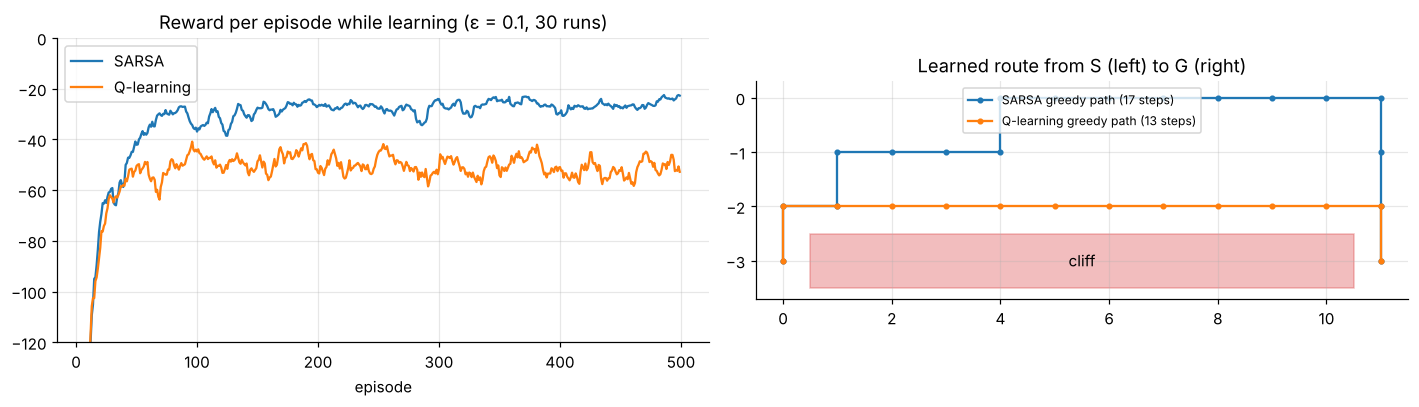 Reward per episode while learning (ε = 0.1, 30 runs)
0
−20
−40
−60
−80
−100
−120
SARSA
Q-learning
0
100
200
300
400
500
episode
Learned route from S (left) to G (right)
0
−1
−2
−3
SARSA greedy path (17 steps)
Q-learning greedy path (13 steps)
cliff
0
2
4
6
8
10